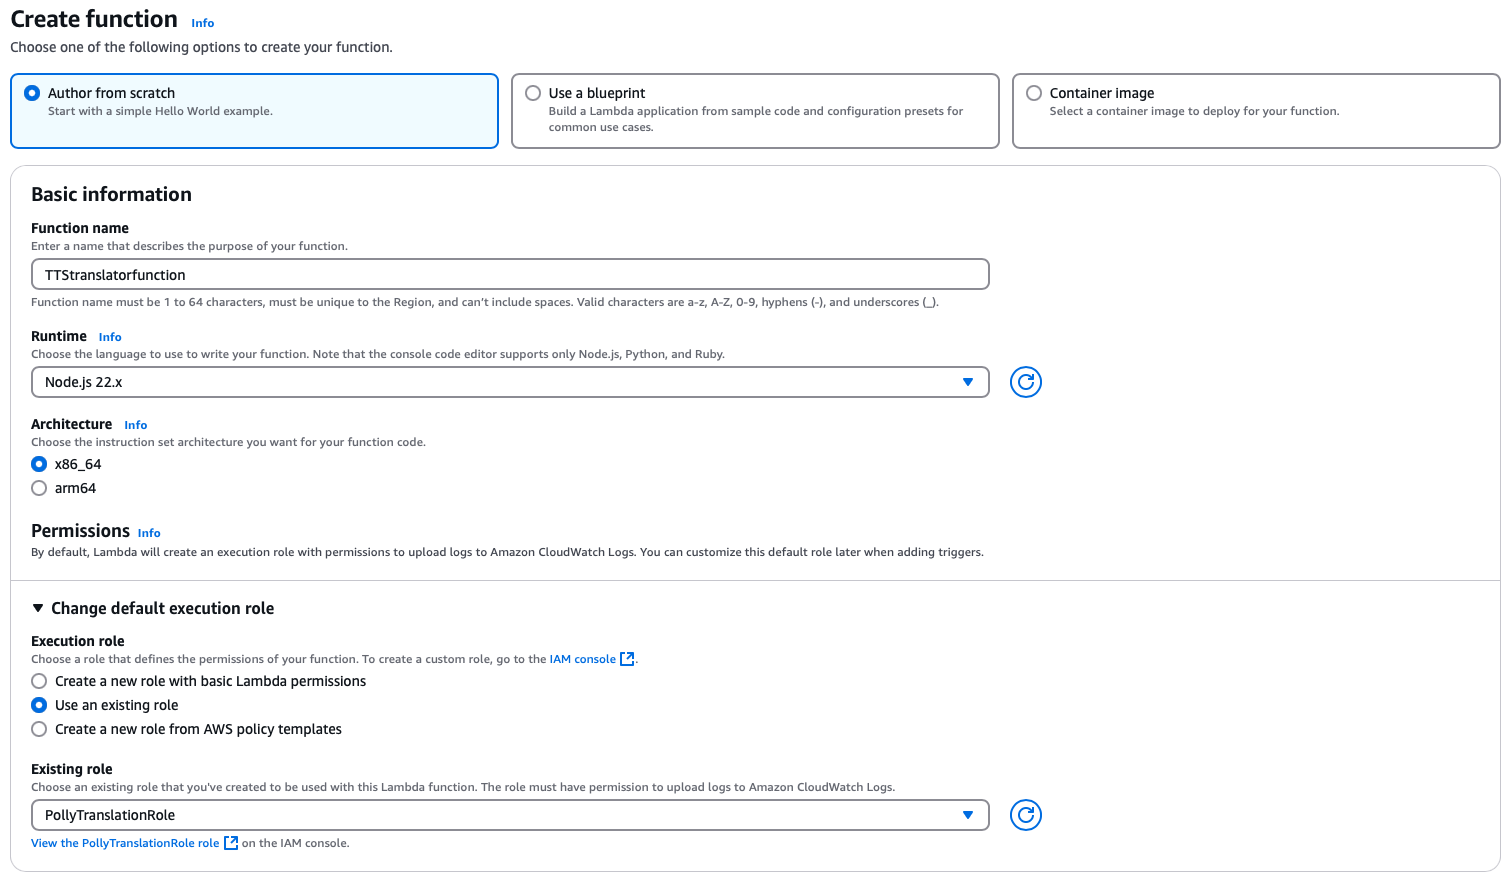 Create function Info
Choose one of the following options to create your function.
Author from scratch
Start with a simple Hello World example.
Use a blueprint
Build a Lambda application from sample code and configuration presets for
common use cases.
Container image
Select a container image to deploy for your function.
Basic information
Function name
Enter a name that describes the purpose of your function.
TTStranslatorfunction
Function name must be 1 to 64 characters, must be unique to the Region, and can't include spaces. Valid characters are a-z, A-Z, 0-9, hyphens (-), and underscores (_).
Runtime Info
Choose the language to use to write your function. Note that the console code editor supports only Node.js, Python, and Ruby.
Node.js 22.x
Architecture Info
Choose the instruction set architecture you want for your function code.
x86_64
arm64
Permissions Info
By default, Lambda will create an execution role with permissions to upload logs to Amazon CloudWatch Logs. You can customize this default role later when adding triggers.
Change default execution role
Execution role
Choose a role that defines the permissions of your function. To create a custom role, go to the IAM console.
Create a new role with basic Lambda permissions
Use an existing role
Create a new role from AWS policy templates
Existing role
Choose an existing role that you've created to be used with this Lambda function. The role must have permission to upload logs to Amazon CloudWatch Logs.
PollyTranslationRole
View the PollyTranslationRole role on the IAM console.